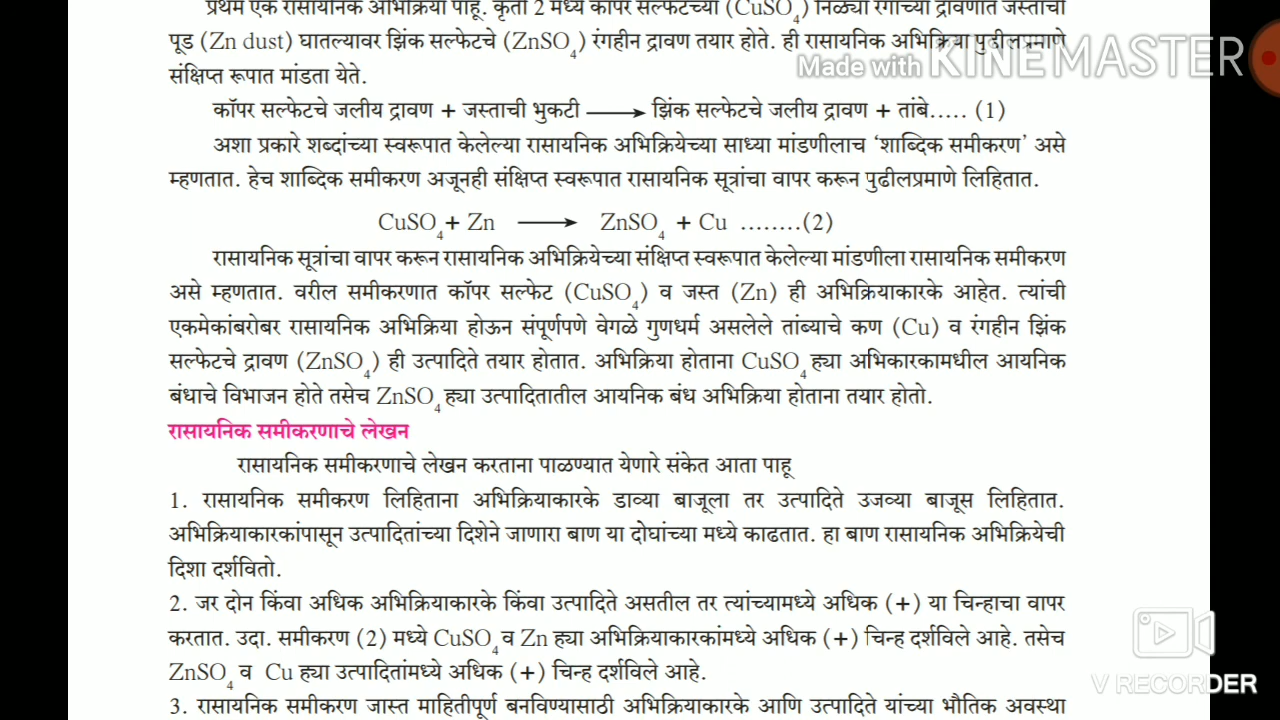 प्रथम एक रासायनिक अभिक्रिया पाहू. कृती 2 मध्ये कॉपर सल्फेटच्या (CuSO₄) निळ्या रंगाच्या द्रावणात जस्ताची
पूड (Zn dust) घातल्यावर झिंक सल्फेटचे (ZnSO₄) रंगहीन द्रावण तयार होते. ही रासायनिक अभिक्रिया पुढीलप्रमाणे
संक्षिप्त रूपात मांडता येते.
Made with KINEMASTER
कॉपर सल्फेटचे जलीय द्रावण + जस्ताची भुकटी ⟶ झिंक सल्फेटचे जलीय द्रावण + तांबे..... (1)
अशा प्रकारे शब्दांच्या स्वरूपात केलेल्या रासायनिक अभिक्रियेच्या साध्या मांडणीलाच ‘शाब्दिक समीकरण’ असे
म्हणतात. हेच शाब्दिक समीकरण अजूनही संक्षिप्त स्वरूपात रासायनिक सूत्रांचा वापर करून पुढीलप्रमाणे लिहितात.
CuSO₄+ Zn ⟶ ZnSO₄ + Cu ........(2)
रासायनिक सूत्रांचा वापर करून रासायनिक अभिक्रियेच्या संक्षिप्त स्वरूपात केलेल्या मांडणीला रासायनिक समीकरण
असे म्हणतात. वरील समीकरणात कॉपर सल्फेट (CuSO₄) व जस्त (Zn) ही अभिक्रियाकारके आहेत. त्यांची
एकमेकांबरोबर रासायनिक अभिक्रिया होऊन संपूर्णपणे वेगळे गुणधर्म असलेले तांब्याचे कण (Cu) व रंगहीन झिंक
सल्फेटचे द्रावण (ZnSO₄) ही उत्पादिते तयार होतात. अभिक्रिया होताना CuSO₄ ह्या अभिकारकामधील आयनिक
बंधाचे विभाजन होते तसेच ZnSO₄ ह्या उत्पादितातील आयनिक बंध अभिक्रिया होताना तयार होतो.
रासायनिक समीकरणाचे लेखन
रासायनिक समीकरणाचे लेखन करताना पाळण्यात येणारे संकेत आता पाहू
1. रासायनिक समीकरण लिहिताना अभिक्रियाकारके डाव्या बाजूला तर उत्पादिते उजव्या बाजूस लिहितात.
अभिक्रियाकारकांपासून उत्पादितांच्या दिशेने जाणारा बाण या दोघांच्या मध्ये काढतात. हा बाण रासायनिक अभिक्रियेची
दिशा दर्शवितो.
2. जर दोन किंवा अधिक अभिक्रियाकारके किंवा उत्पादिते असतील तर त्यांच्यामध्ये अधिक (+) या चिन्हाचा वापर
करतात. उदा. समीकरण (2) मध्ये CuSO₄ व Zn ह्या अभिक्रियाकारकांमध्ये अधिक (+) चिन्ह दर्शविले आहे. तसेच
ZnSO₄ व Cu ह्या उत्पादितांमध्ये अधिक (+) चिन्ह दर्शविले आहे.
V RECORDER
3. रासायनिक समीकरण जास्त माहितीपूर्ण बनविण्यासाठी अभिक्रियाकारके आणि उत्पादिते यांच्या भौतिक अवस्था